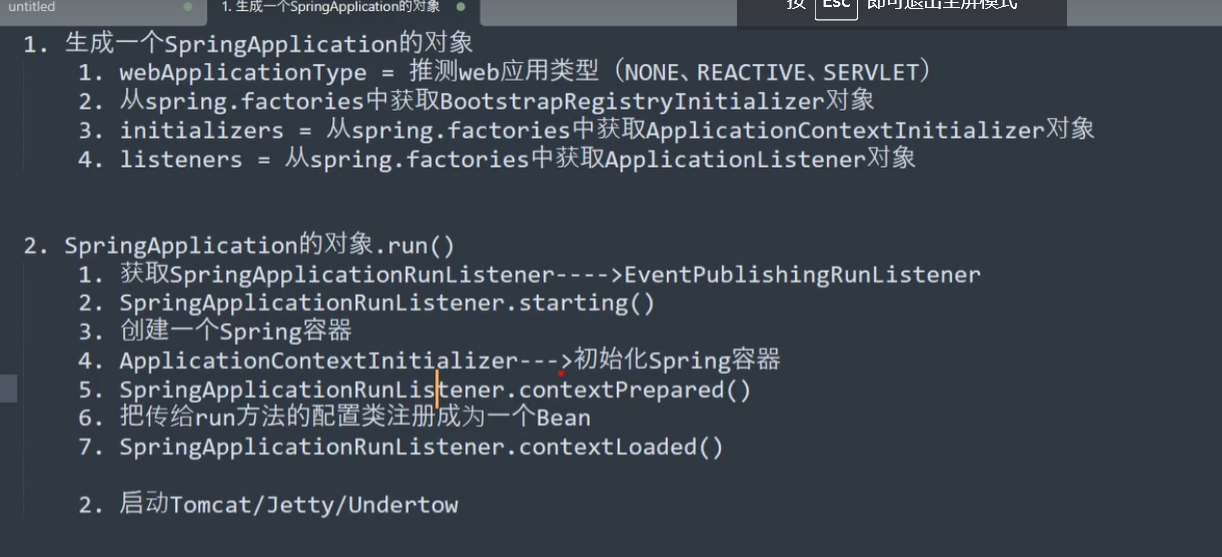 untitled
1. 生成一个SpringApplication的对象
按 Esc 即可退出全屏模式
1. 生成一个SpringApplication的对象
1. webApplicationType = 推测web应用类型（NONE、REACTIVE、SERVLET）
2. 从spring.factories中获取BootstrapRegistryInitializer对象
3. initializers = 从spring.factories中获取ApplicationContextInitializer对象
4. listeners = 从spring.factories中获取ApplicationListener对象
2. SpringApplication的对象.run()
1. 获取SpringApplicationRunListener---->EventPublishingRunListener
2. SpringApplicationRunListener.starting()
3. 创建一个Spring容器
4. ApplicationContextInitializer--->初始化Spring容器
5. SpringApplicationRunListener.contextPrepared()
6. 把传给run方法的配置类注册成为一个Bean
7. SpringApplicationRunListener.contextLoaded()
2. 启动Tomcat/Jetty/Undertow